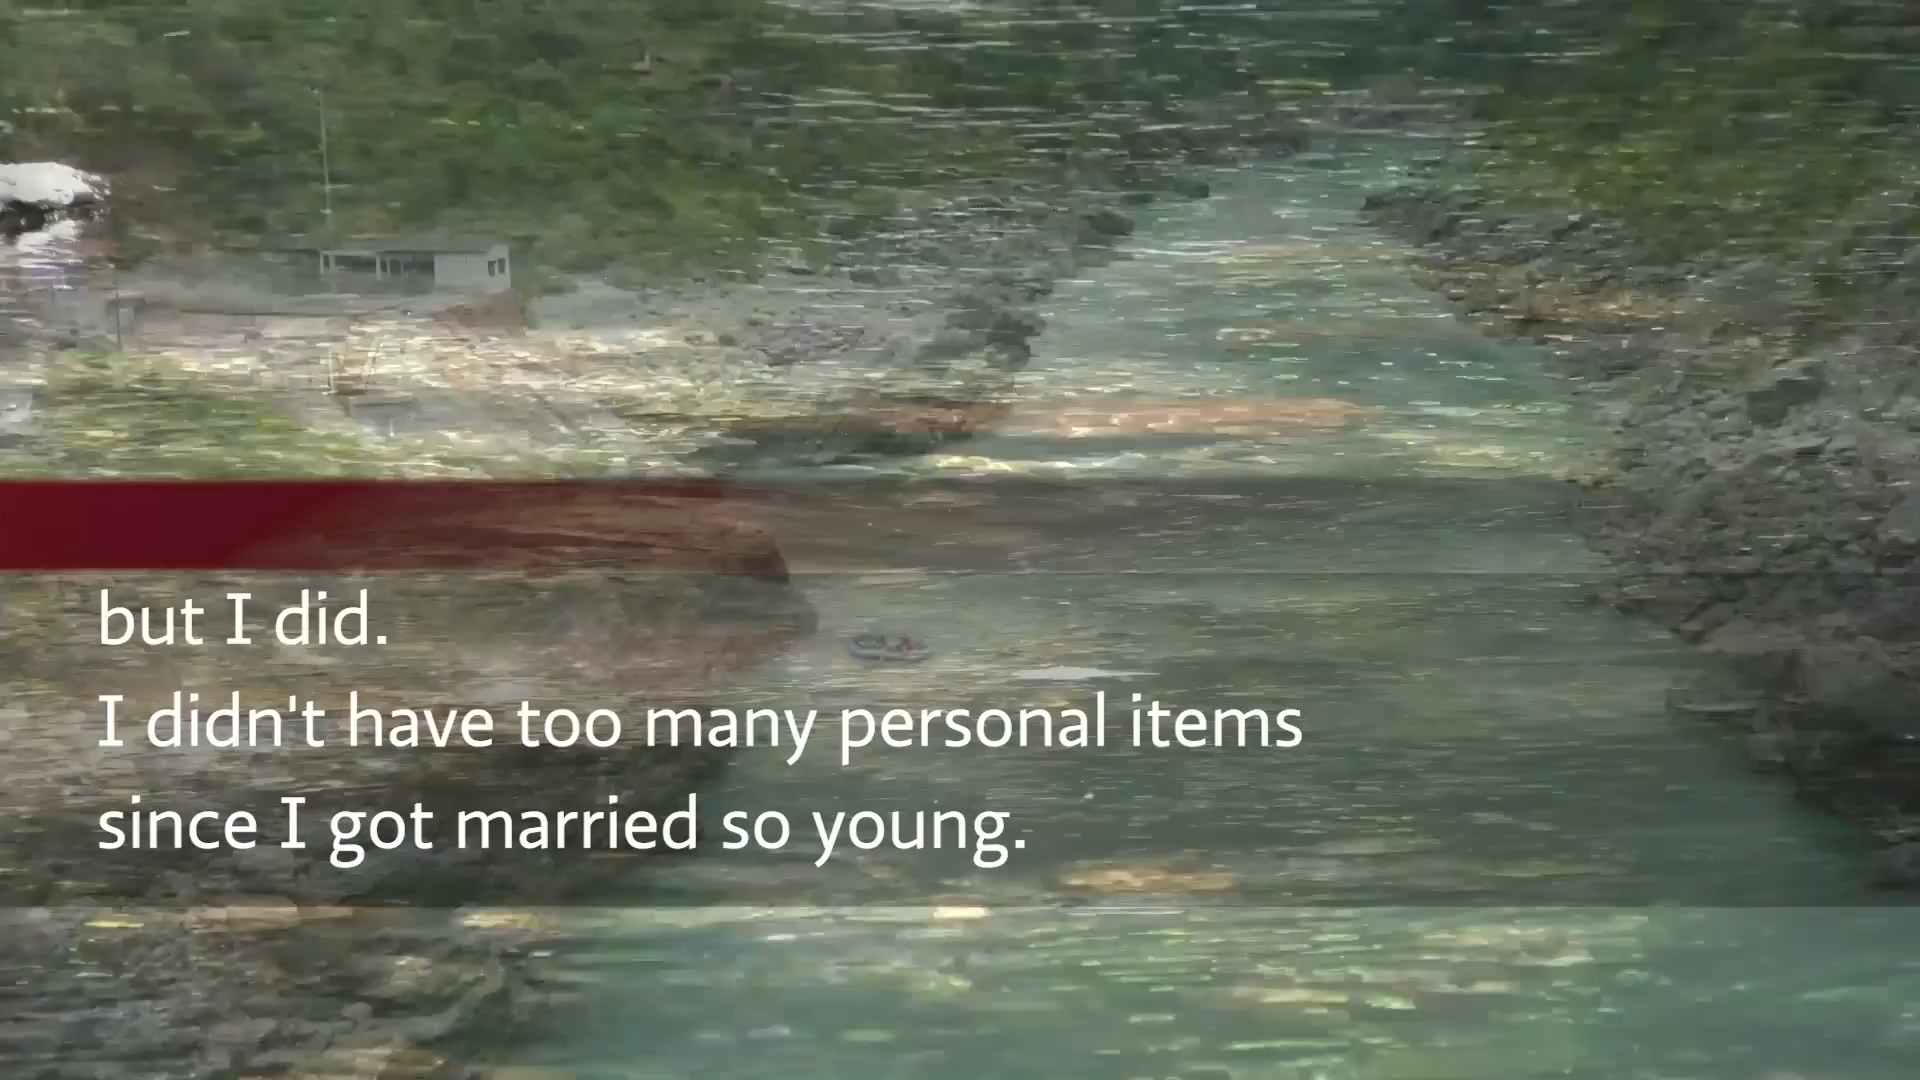 but I did.
I didn't have too many personal items
since I got married so young.